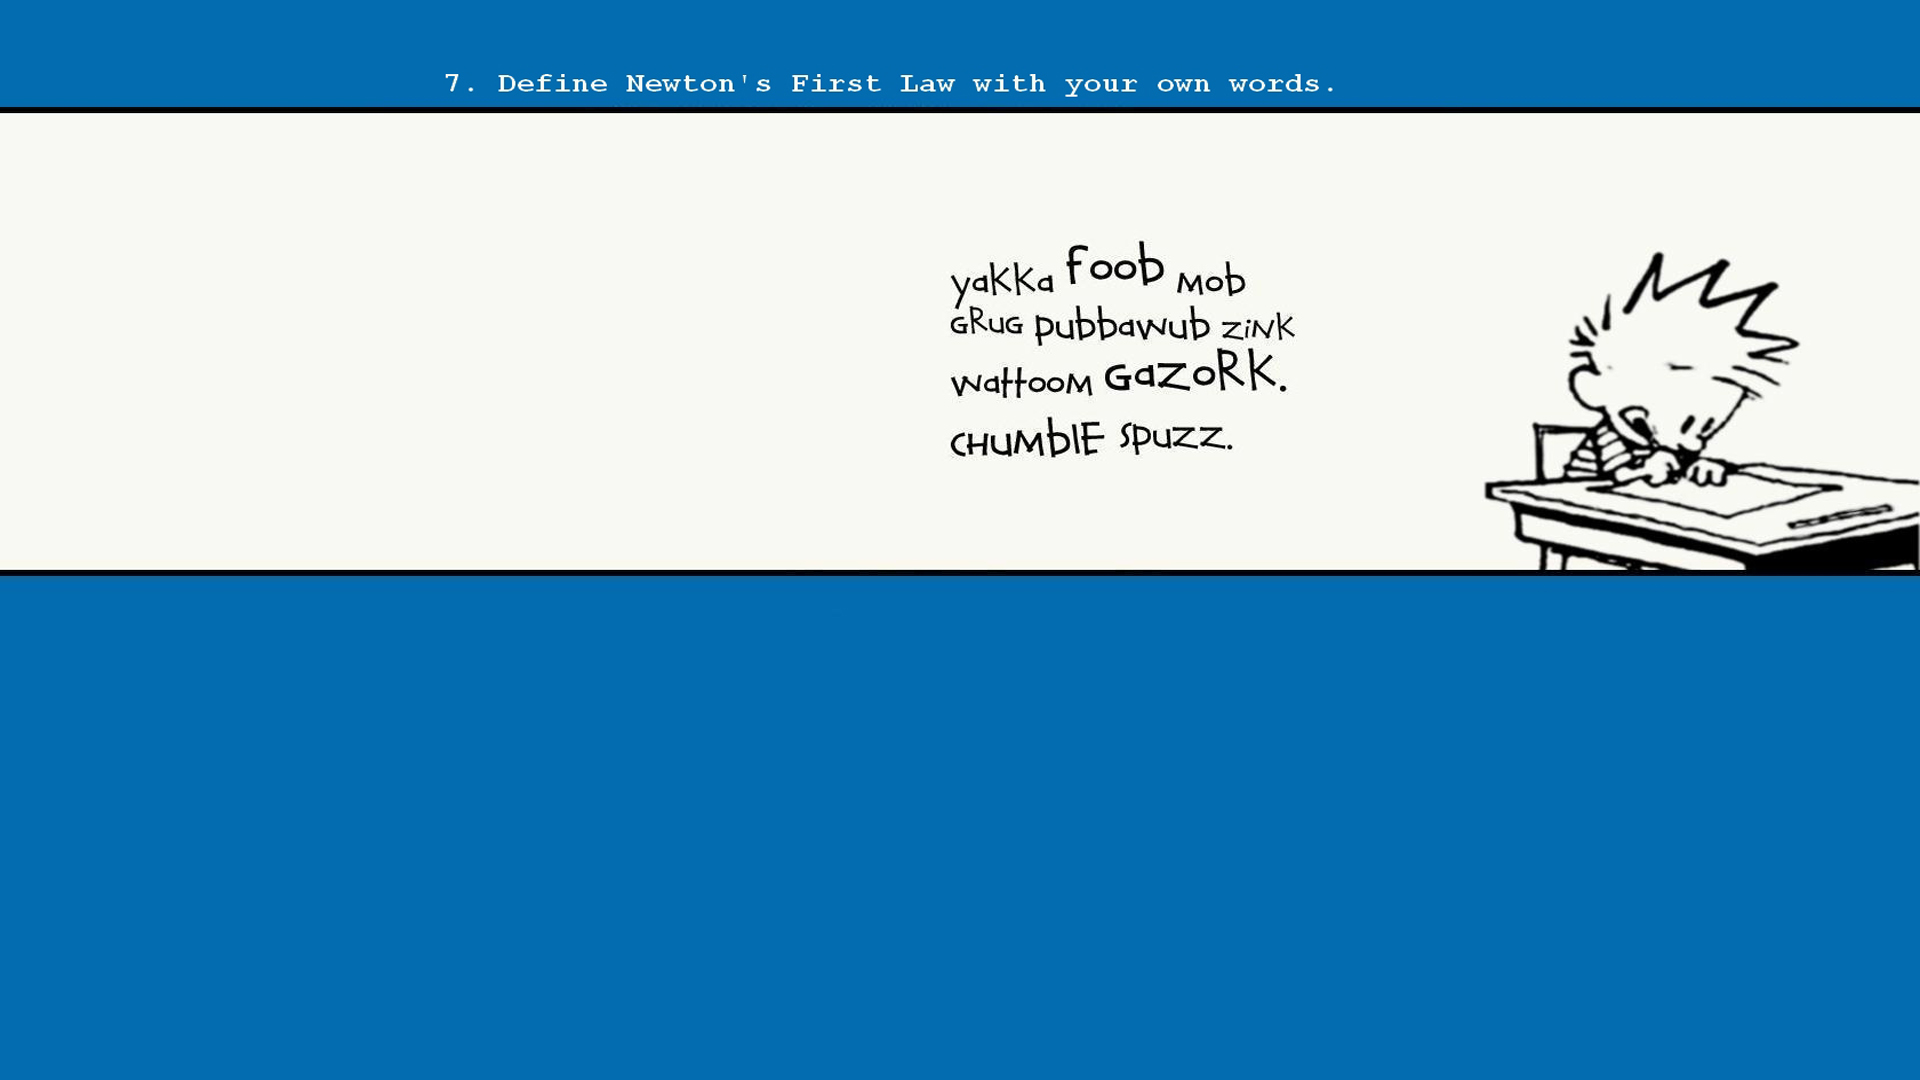 7. Define Newton's First Law with your own words.
yakka foob mob
GRuG pubbawub ziNk
wattoom GazoRK.
CHUMblE spuzz.